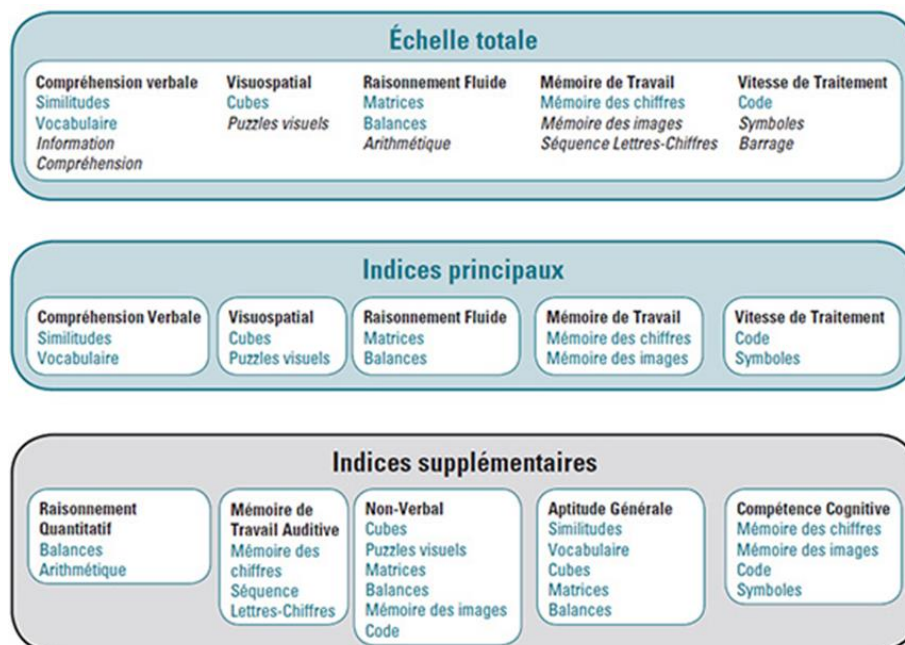 Échelle totale
Compréhension verbale
Similitudes
Vocabulaire
Information
Compréhension
Visuospatial
Cubes
Puzzles visuels
Raisonnement Fluide
Matrices
Balances
Arithmétique
Mémoire de Travail
Mémoire des chiffres
Mémoire des images
Séquence Lettres-Chiffres
Vitesse de Traitement
Code
Symboles
Barrage
Indices principaux
Compréhension Verbale
Similitudes
Vocabulaire
Visuospatial
Cubes
Puzzles visuels
Raisonnement Fluide
Matrices
Balances
Mémoire de Travail
Mémoire des chiffres
Mémoire des images
Vitesse de Traitement
Code
Symboles
Indices supplémentaires
Raisonnement
Quantitatif
Balances
Arithmétique
Mémoire de
Travail Auditive
Mémoire des
chiffres
Séquence
Lettres-Chiffres
Non-Verbal
Cubes
Puzzles visuels
Matrices
Balances
Mémoire des images
Code
Aptitude Générale
Similitudes
Vocabulaire
Cubes
Matrices
Balances
Compétence Cognitive
Mémoire des chiffres
Mémoire des images
Code
Symboles